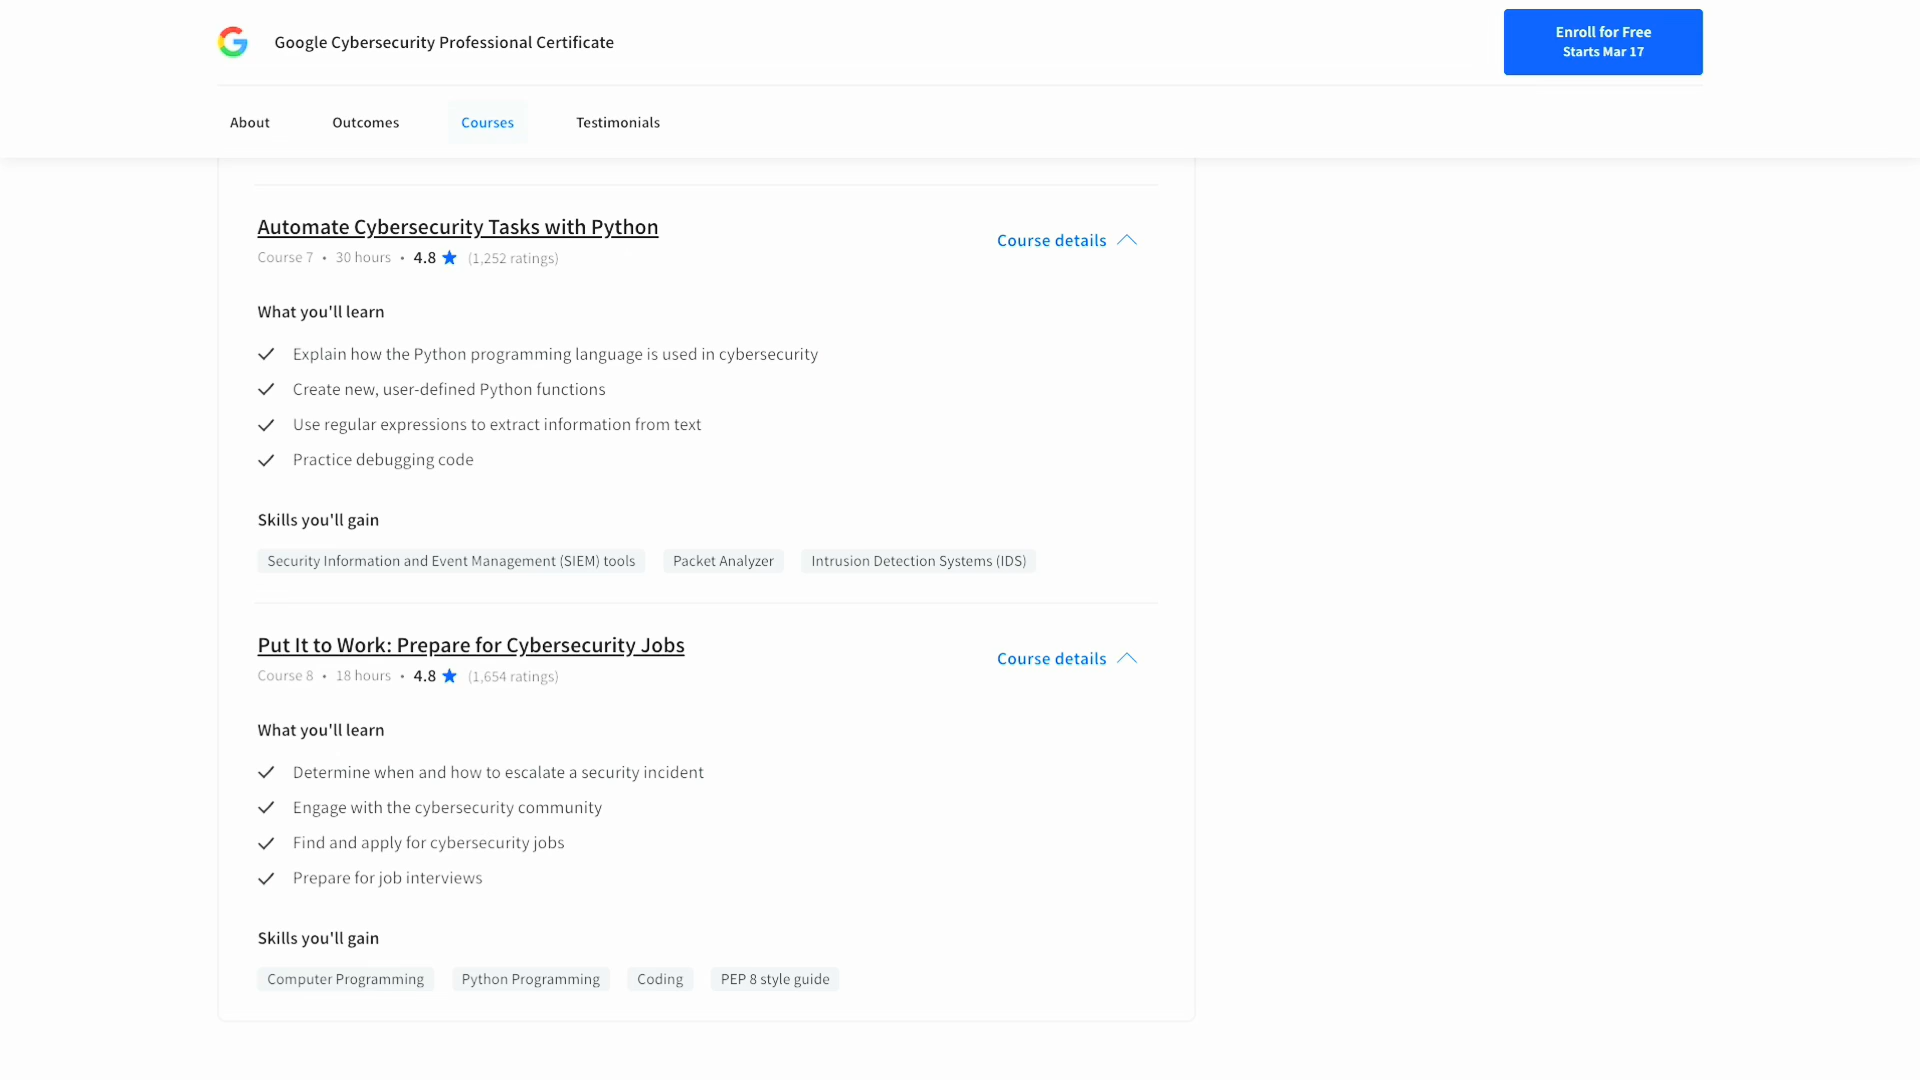 Google Cybersecurity Professional Certificate
Enroll for Free
Starts Mar 17
About
Outcomes
Courses
Testimonials
Automate Cybersecurity Tasks with Python
Course details
Course 7 • 30 hours • 4.8 ★ (1,252 ratings)
What you'll learn
Explain how the Python programming language is used in cybersecurity
Create new, user-defined Python functions
Use regular expressions to extract information from text
Practice debugging code
Skills you'll gain
Security Information and Event Management (SIEM) tools
Packet Analyzer
Intrusion Detection Systems (IDS)
Put It to Work: Prepare for Cybersecurity Jobs
Course details
Course 8 • 18 hours • 4.8 ★ (1,654 ratings)
What you'll learn
Determine when and how to escalate a security incident
Engage with the cybersecurity community
Find and apply for cybersecurity jobs
Prepare for job interviews
Skills you'll gain
Computer Programming
Python Programming
Coding
PEP 8 style guide